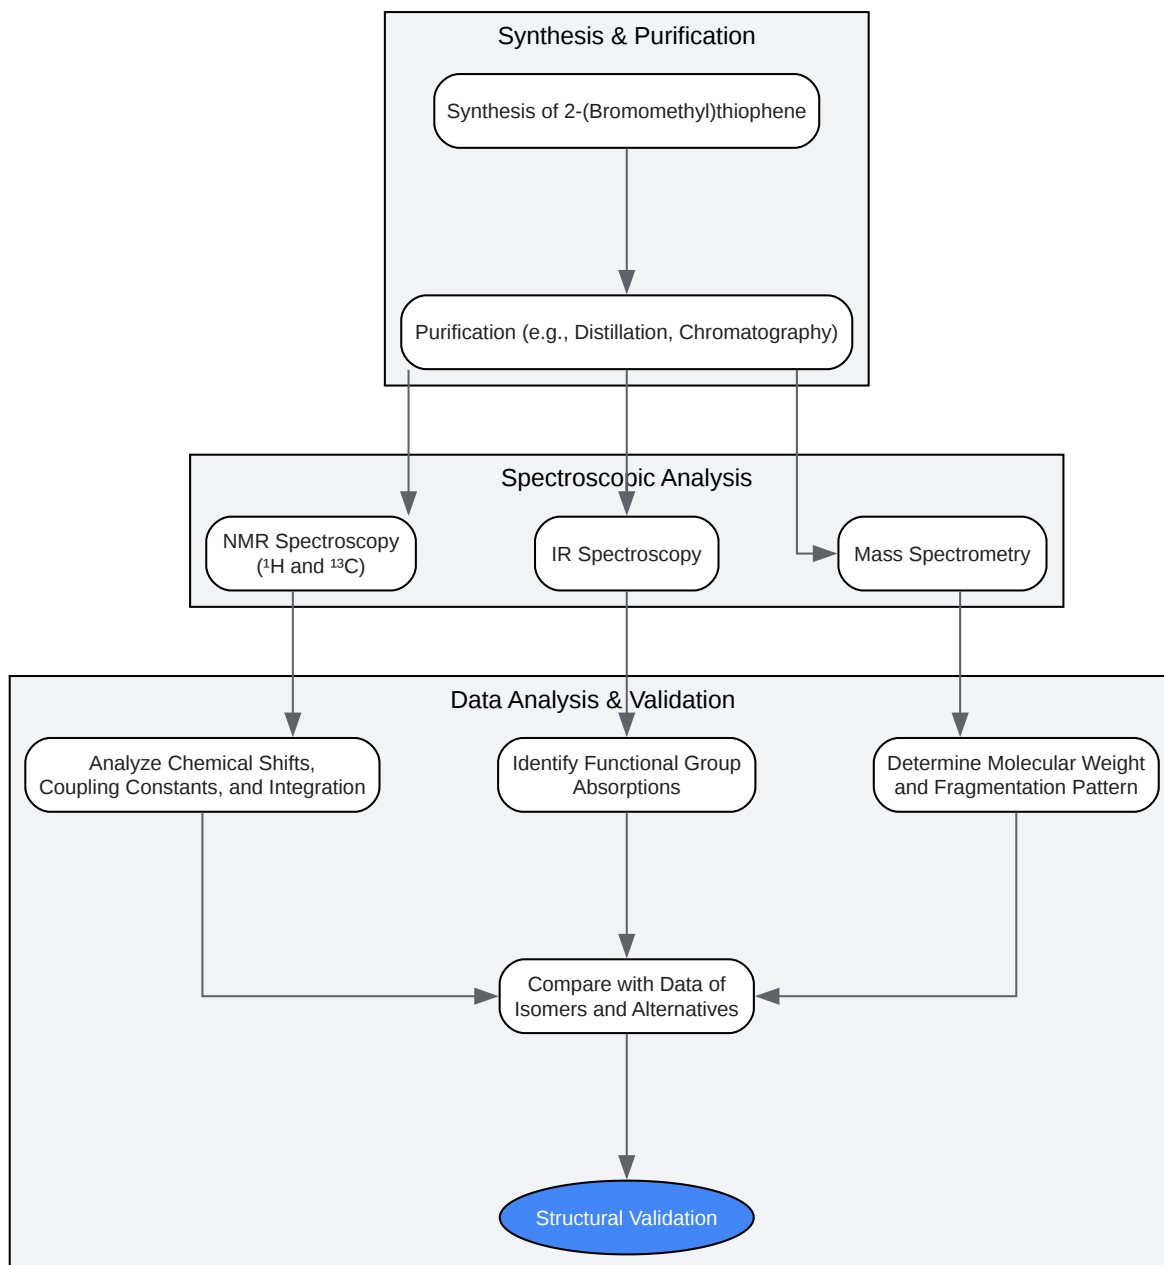 Synthesis & Purification
Synthesis of 2-(Bromomethyl)thiophene
Purification (e.g., Distillation, Chromatography)
Spectroscopic Analysis
NMR Spectroscopy
(¹H and ¹³C)
IR Spectroscopy
Mass Spectrometry
Data Analysis & Validation
Analyze Chemical Shifts,
Coupling Constants, and Integration
Identify Functional Group
Absorptions
Determine Molecular Weight
and Fragmentation Pattern
Compare with Data of
Isomers and Alternatives
Structural Validation